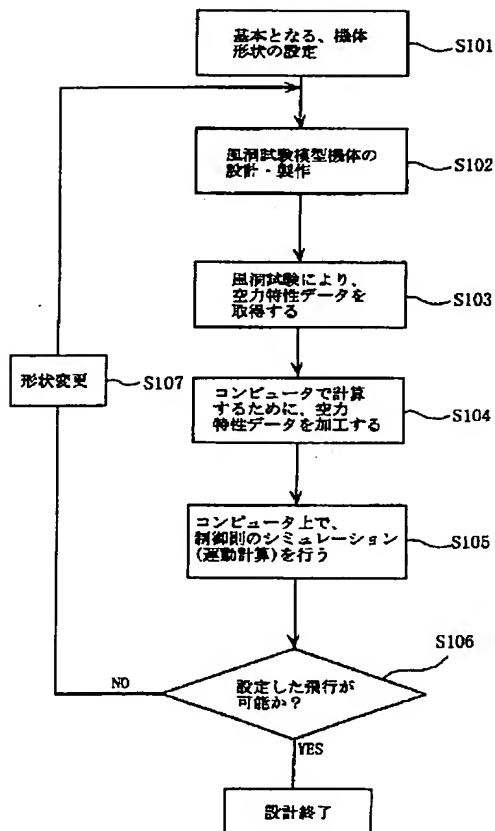 基本となる、機体
形状の設定
S101
風洞試験模型機体の
設計・製作
S102
風洞試験により、
空力特性データを
取得する
S103
形状変更
S107
コンピュータで計算
するために、空力
特性データを加工する
S104
コンピュータ上で、
制御則のシミュレーション
(運動計算)を行う
S105
S106
設定した飛行が
可能か?
NO
YES
設計終了